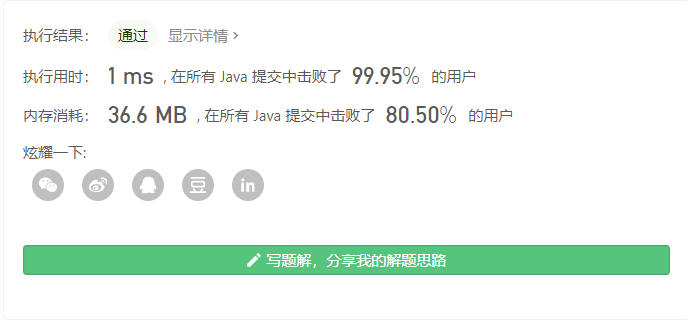 执行结果： 通过 显示详情 >
执行用时： 1 ms , 在所有 Java 提交中击败了 99.95% 的用户
内存消耗： 36.6 MB , 在所有 Java 提交中击败了 80.50% 的用户
炫耀一下:
豆 in
写题解，分享我的解题思路